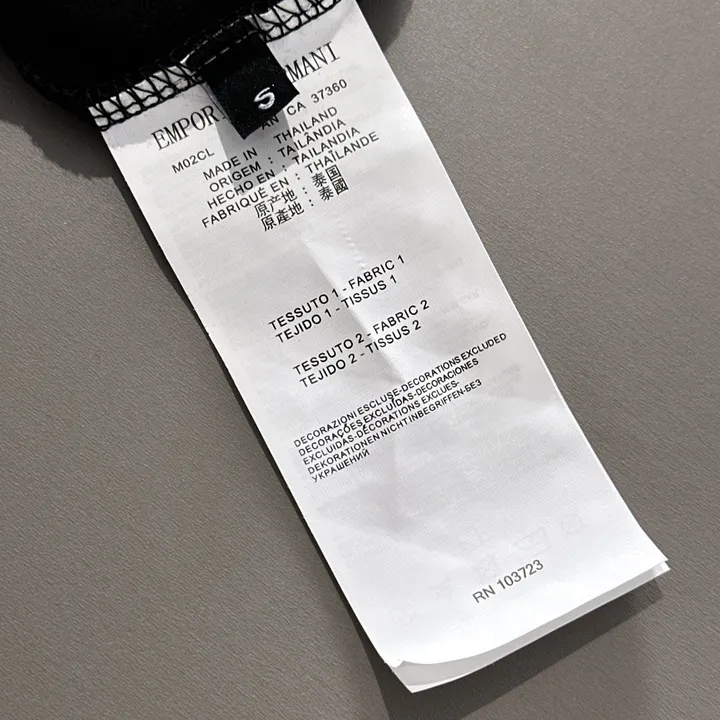 S
EMPOR MANI
AN CA 37360
M02CL
MADE IN : THAILAND
ORIGEM : TAILÂNDIA
HECHO EN : TAILANDIA
FABRIQUÉ EN : THAÏLANDE
原产地 : 泰国
原產地 : 泰國
TESSUTO 1 - FABRIC 1
TEJIDO 1 - TISSUS 1
TESSUTO 2 - FABRIC 2
TEJIDO 2 - TISSUS 2
DECORAZIONI ESCLUSE-DECORATIONS EXCLUDED
DECORAÇÕES EXCLUÍDAS-DECORACIONES
EXCLUIDAS-DÉCORATIONS EXCLUES-
DEKORATIONEN NICHT INBEGRIFFEN-БЕЗ
УКРАШЕНИЙ
RN 103723